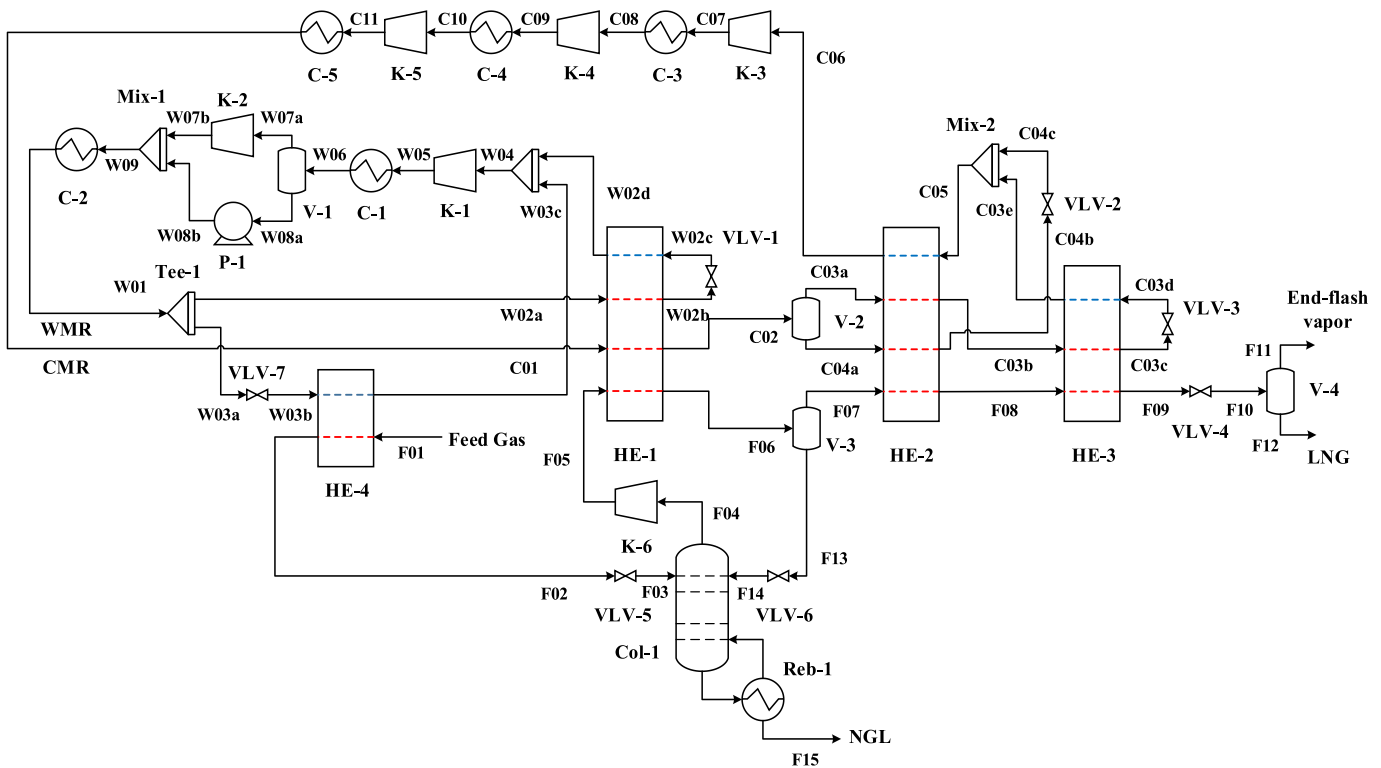 C11
C10
C09
C08
C07
C06
C-5
K-5
C-4
K-4
C-3
K-3
Mix-1
K-2
W07b
W07a
Mix-2
C04c
W09
W06
W05
W04
W02d
C05
C03e
VLV-2
C-2
W08b
W08a
V-1
C-1
K-1
W03c
C04b
P-1
W02c
VLV-1
Tee-1
W01
C03a
C03d
VLV-3
End-flash
vapor
WMR
W02a
W02b
C02
V-2
F11
CMR
C01
C04a
C03b
C03c
V-4
VLV-7
W03a
W03b
F07
F08
F09
F10
VLV-4
F12
Feed Gas
F01
F05
HE-1
F06
V-3
HE-2
HE-3
LNG
HE-4
F04
K-6
F13
F02
F03
F14
VLV-5
VLV-6
Col-1
Reb-1
NGL
F15